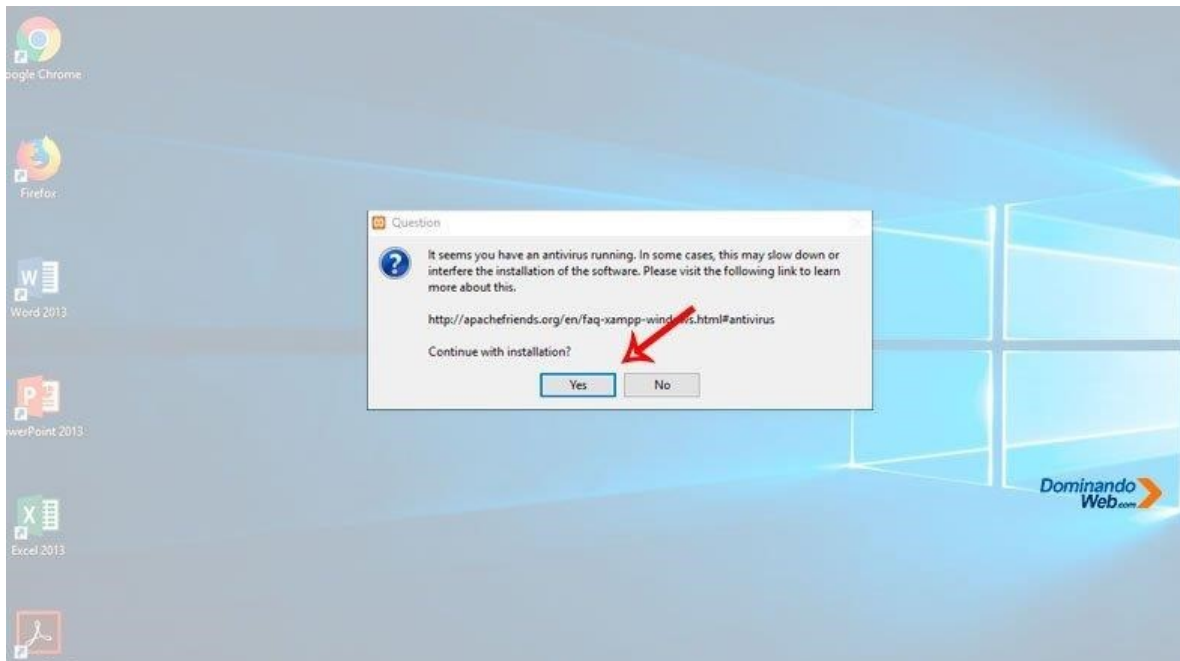 oogle Chrome
Firefox
Word 2013
owerPoint 2013
Excel 2013
Question
It seems you have an antivirus running. In some cases, this may slow down or
interfere the installation of the software. Please visit the following link to learn
more about this.
http://apachefriends.org/en/faq-xampp-windows.html#antivirus
Continue with installation?
Yes No
Dominando
Web.com